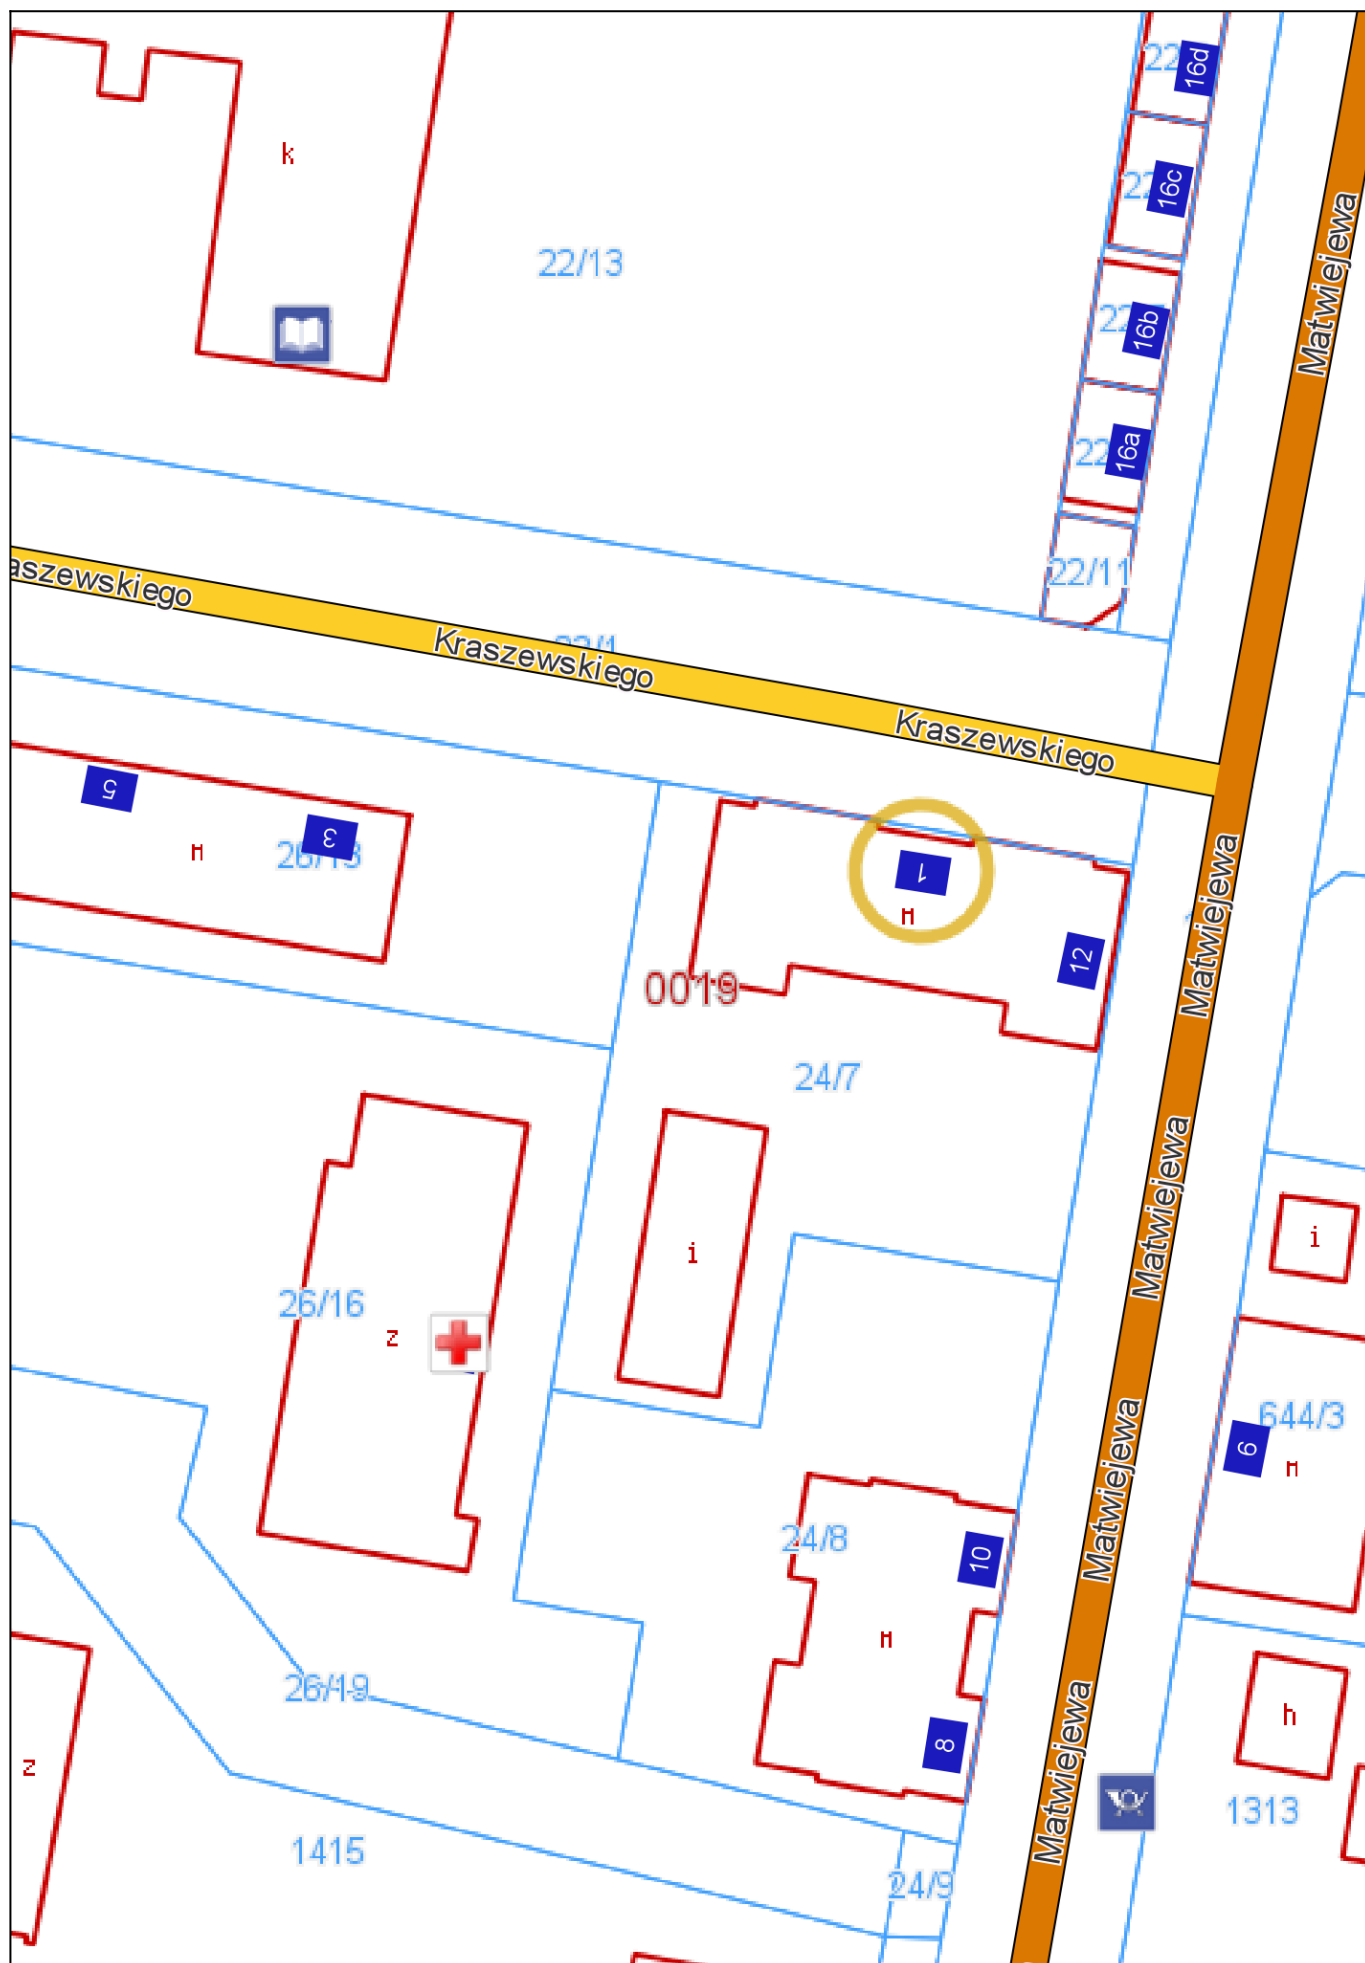 16d
k
16c
Matwiejewa
22/13
16b
16a
22/11
aszewskiego
Kraszewskiego
Kraszewskiego
5
3
M
1
M
12
Matwiejewa
0019
24/7
Matwiejewa
i
i
26/16
z
644/3
6
M
Matwiejewa
24/8
10
M
26/19
8
Matwiejewa
h
z
1313
1415
24/9